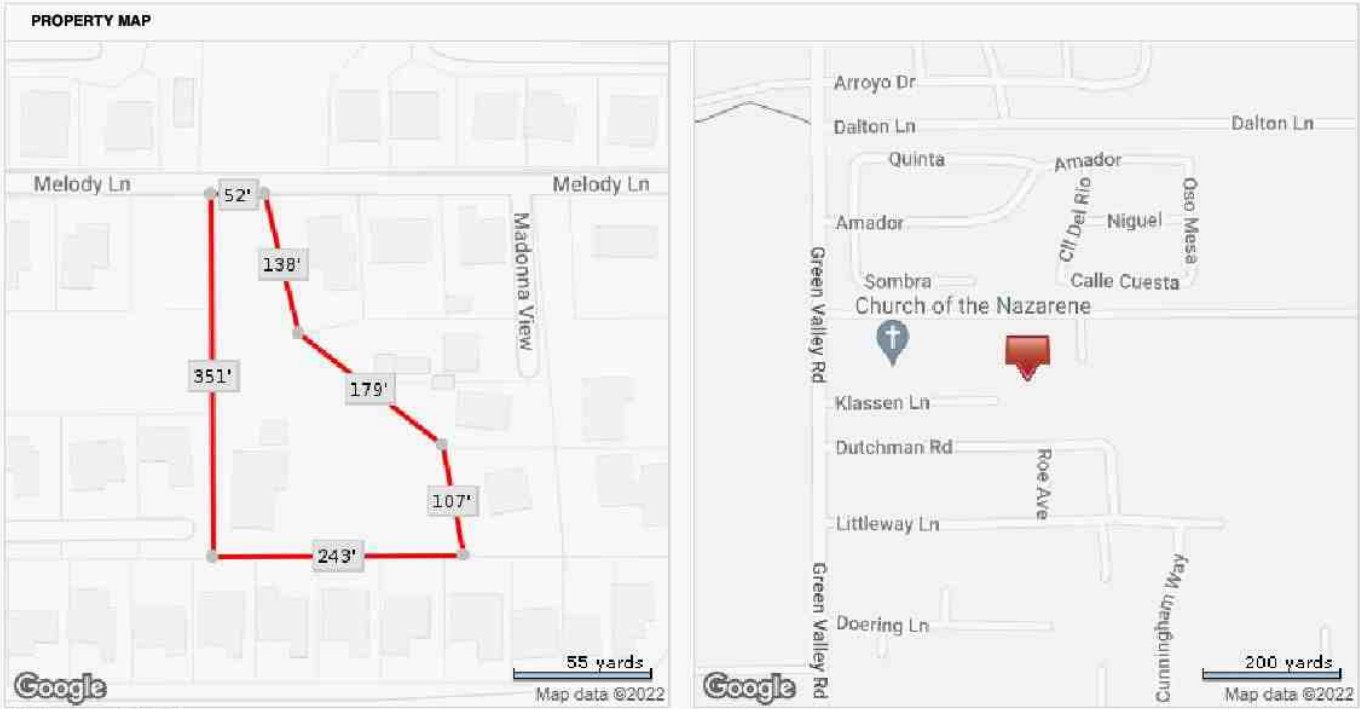 PROPERTY MAP
Melody Ln
52'
Melody Ln
138'
Madonna View
351'
179'
107'
243'
55 yards
Google
Map data ©2022
Arroyo Dr
Dalton Ln
Dalton Ln
Quinta
Amador
Clf Del Rio
Oso Mesa
Amador
Niguel
Sombra
Calle Cuesta
Green Valley Rd
Church of the Nazarene
Klassen Ln
Dutchman Rd
Roe Ave
Littleway Ln
Green Valley Rd
Cunningham Way
Doering Ln
200 yards
Google
Map data ©2022